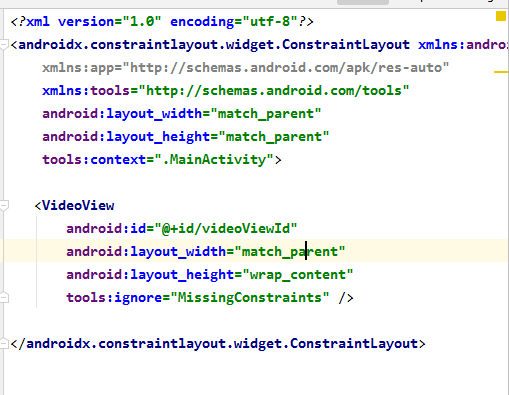 <?xml version="1.0" encoding="utf-8"?>
<androidx.constraintlayout.widget.ConstraintLayout
xmlns:app="http://schemas.android.com/apk/res-auto"
xmlns:tools="http://schemas.android.com/tools"
android:layout_width="match_parent"
android:layout_height="match_parent"
tools:context=".MainActivity">
<VideoView
android:id="@+id/videoViewId"
android:layout_width="match_parent"
android:layout_height="wrap_content"
tools:ignore="MissingConstraints" />
</androidx.constraintlayout.widget.ConstraintLayout>